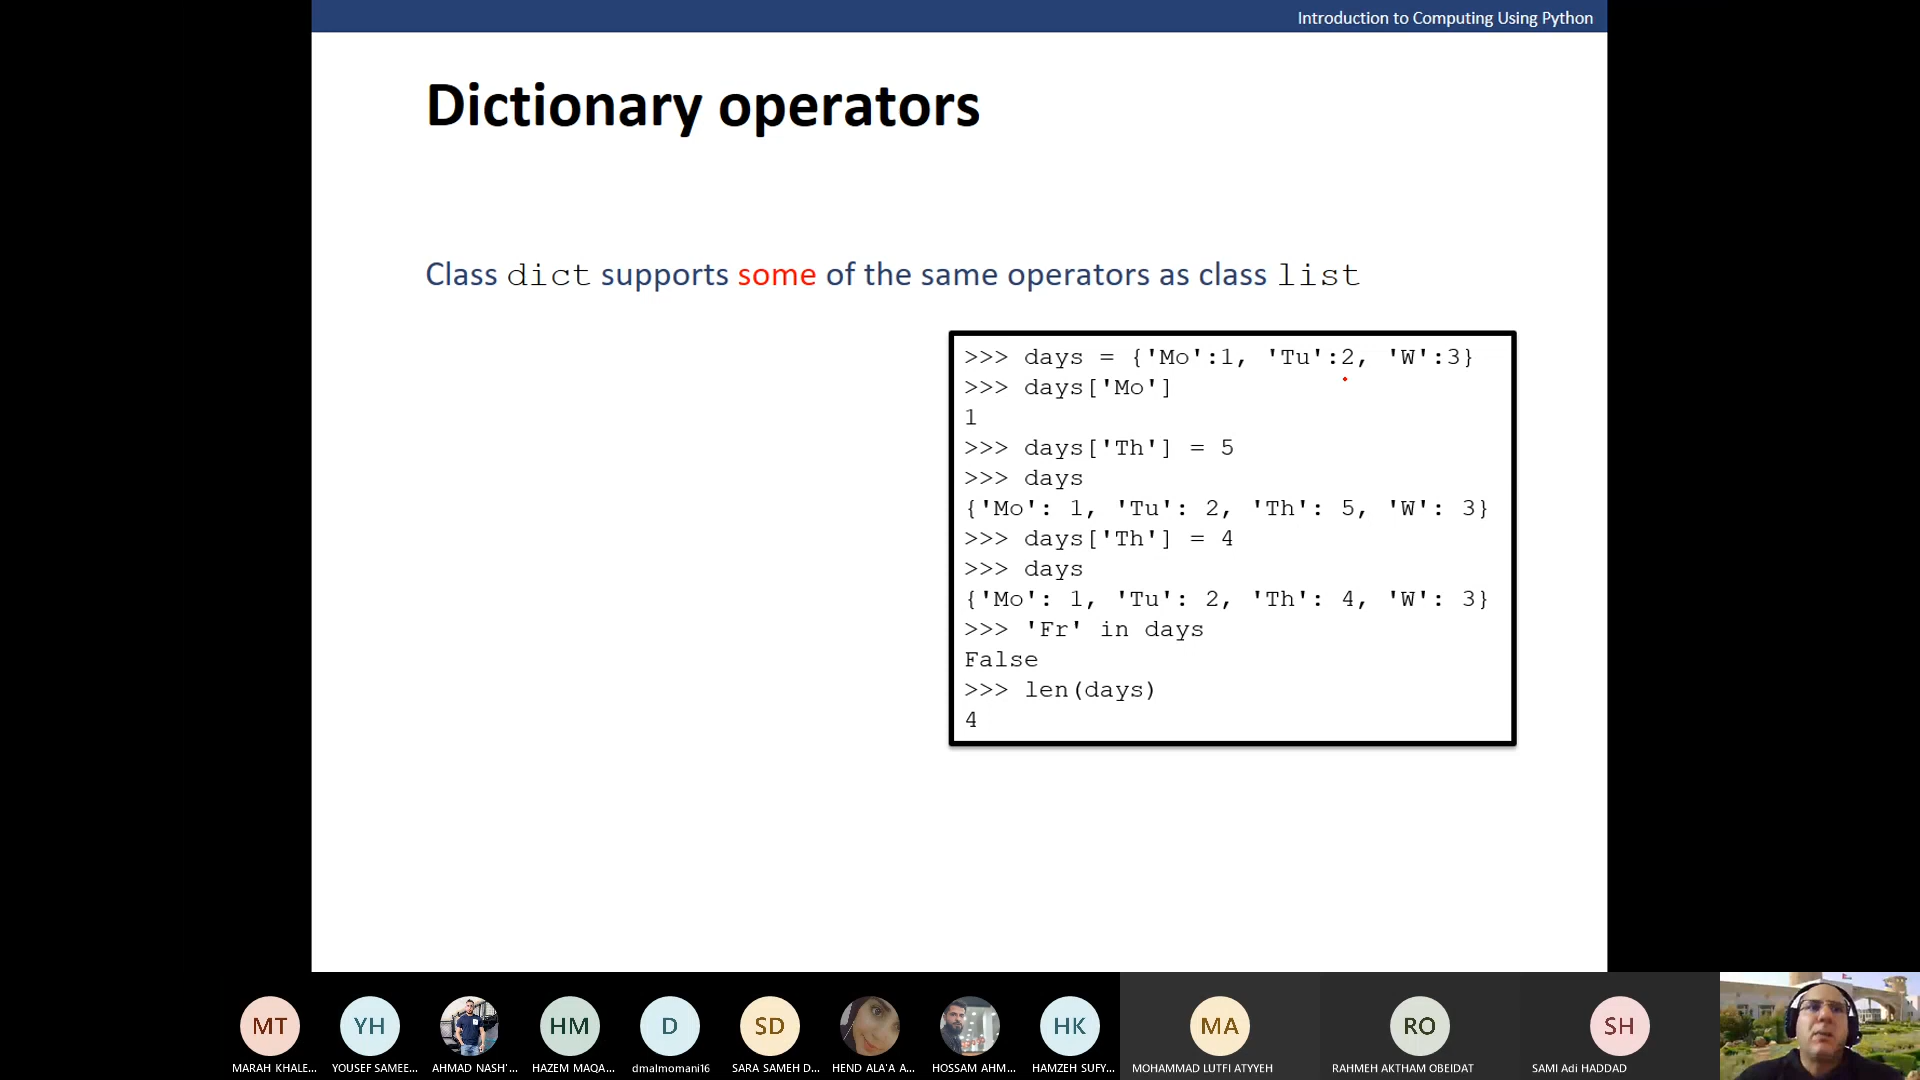 Introduction to Computing Using Python
Dictionary operators
Class dict supports some of the same operators as class list
>>> days = {'Mo':1, 'Tu':2, 'W':3}
>>> days['Mo']
1
>>> days['Th'] = 5
>>> days
{'Mo': 1, 'Tu': 2, 'Th': 5, 'W': 3}
>>> days['Th'] = 4
>>> days
{'Mo': 1, 'Tu': 2, 'Th': 4, 'W': 3}
>>> 'Fr' in days
False
>>> len(days)
4
MT YH HM D SD HK MA RO SH
MARAH KHALE... YOUSEF SAMEE... AHMAD NASH'... HAZEM MAQA... dmalmomani16 SARA SAMEH D... HEND ALA'A A... HOSSAM AHM... HAMZEH SUFY... MOHAMMAD LUTFI ATYYEH RAHMEH AKTHAM OBEIDAT SAMI Adi HADDAD